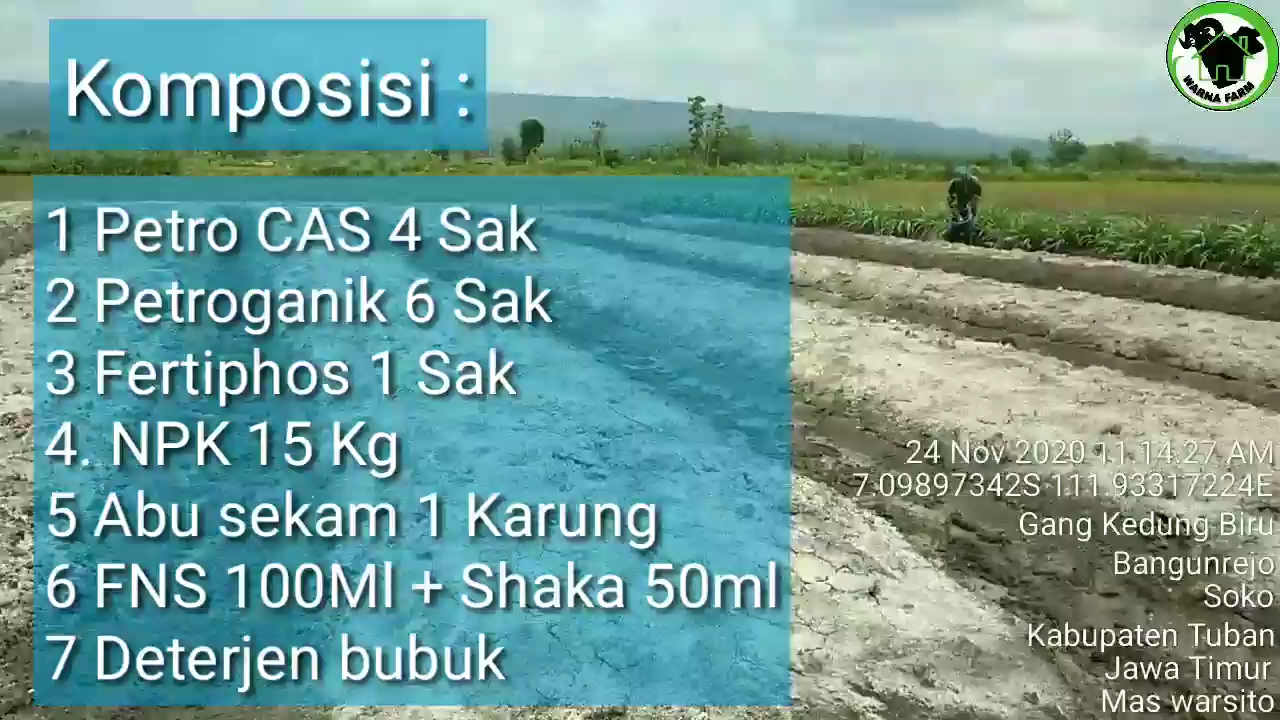 Komposisi :
WARNA FARM
1 Petro CAS 4 Sak
2 Petroganik 6 Sak
3 Fertiphos 1 Sak
4. NPK 15 Kg
5 Abu sekam 1 Karung
6 FNS 100Ml + Shaka 50ml
7 Deterjen bubuk
24 Nov 2020 11.14.27 AM
7.09897342S 111.93317224E
Gang Kedung Biru
Bangunrejo
Soko
Kabupaten Tuban
Jawa Timur
Mas warsito